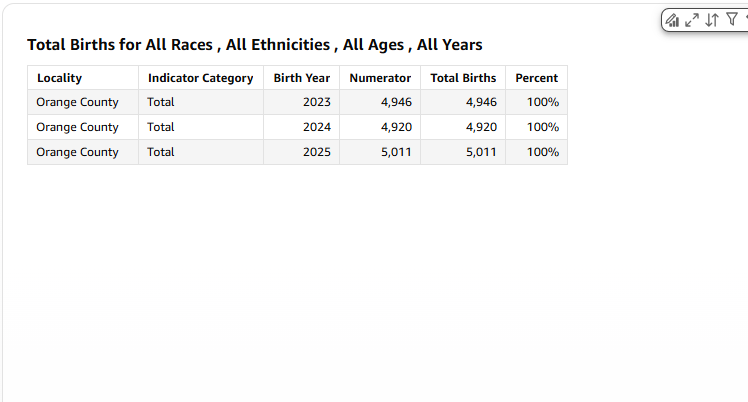 Total Births for All Races , All Ethnicities , All Ages , All Years
Locality Indicator Category Birth Year Numerator Total Births Percent
Orange County Total 2023 4,946 4,946 100%
Orange County Total 2024 4,920 4,920 100%
Orange County Total 2025 5,011 5,011 100%